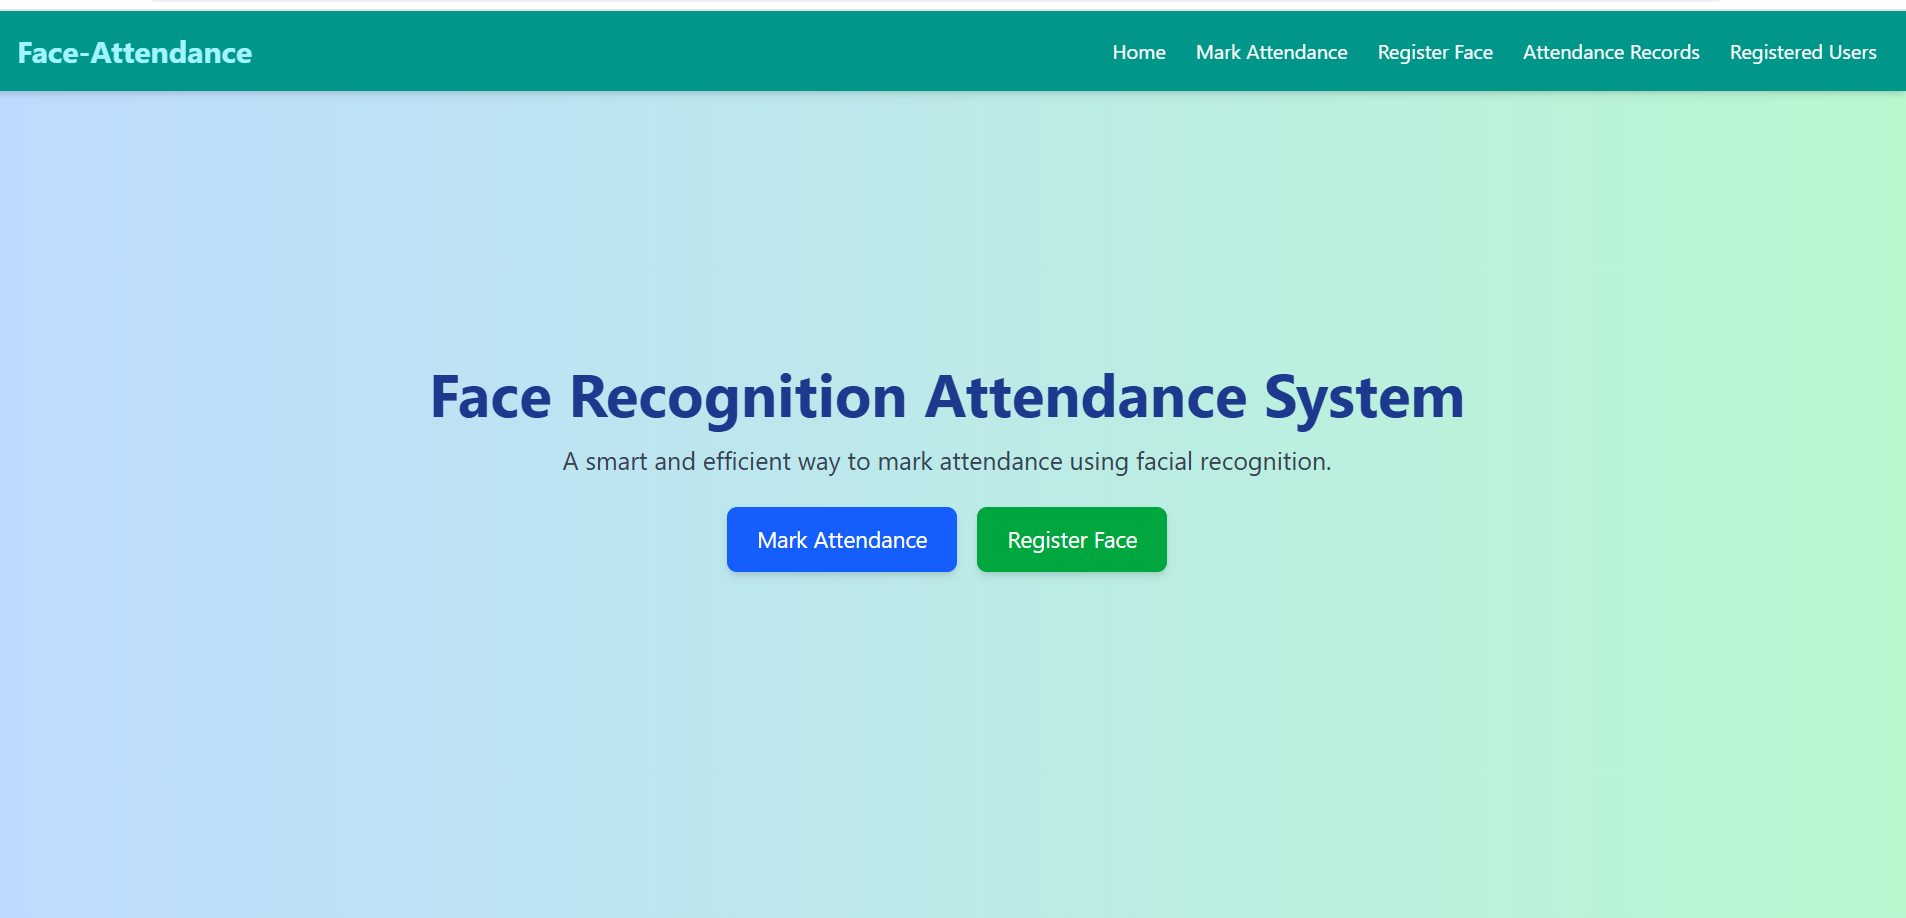 Face-Attendance
Home Mark Attendance Register Face Attendance Records Registered Users
Face Recognition Attendance System
A smart and efficient way to mark attendance using facial recognition.
Mark Attendance Register Face